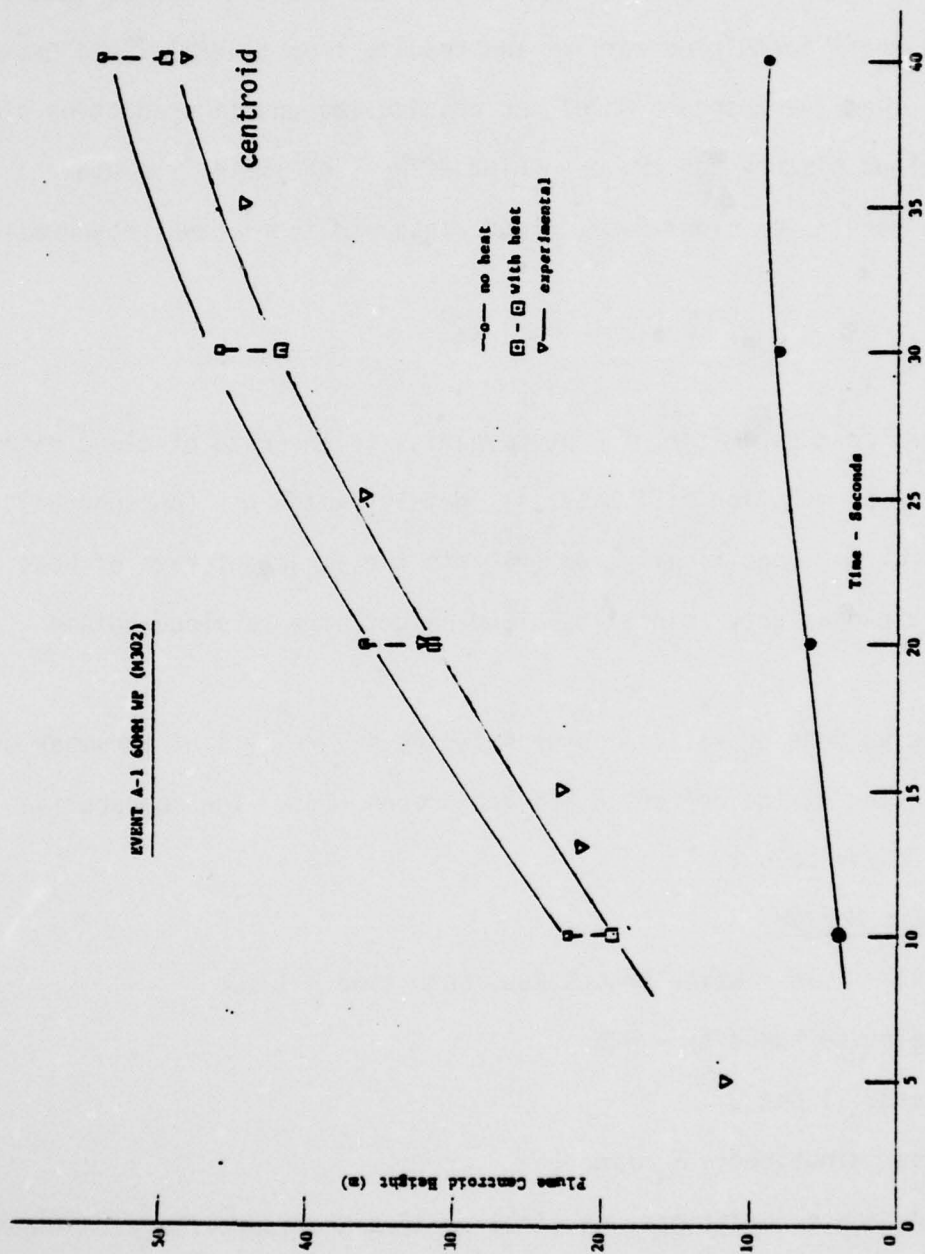 EVENT A-1 60MM WP (M302)
centroid
no heat
with heat
experimental
Plume Centroid Height (m)
50
40
30
20
10
0
5
10
15
20
25
30
35
40
Time - Seconds